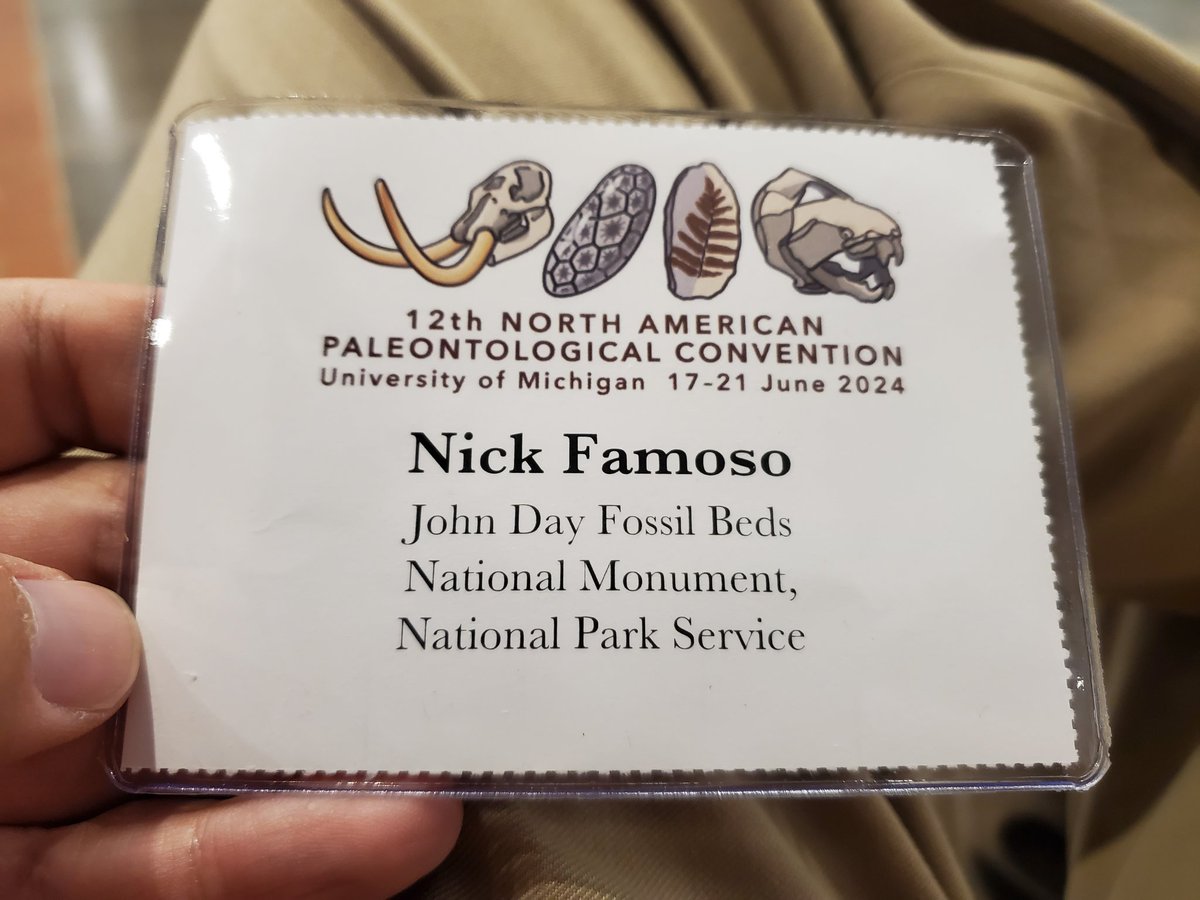 12th NORTH AMERICAN
PALEONTOLOGICAL CONVENTION
University of Michigan 17-21 June 2024
Nick Famoso
John Day Fossil Beds
National Monument,
National Park Service